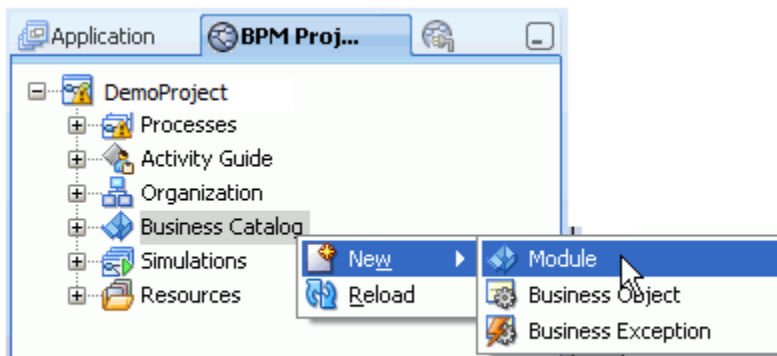 Application BPM Proj...
DemoProject
Processes
Activity Guide
Organization
Business Catalog
Simulations
Resources
New
Reload
Module
Business Object
Business Exception